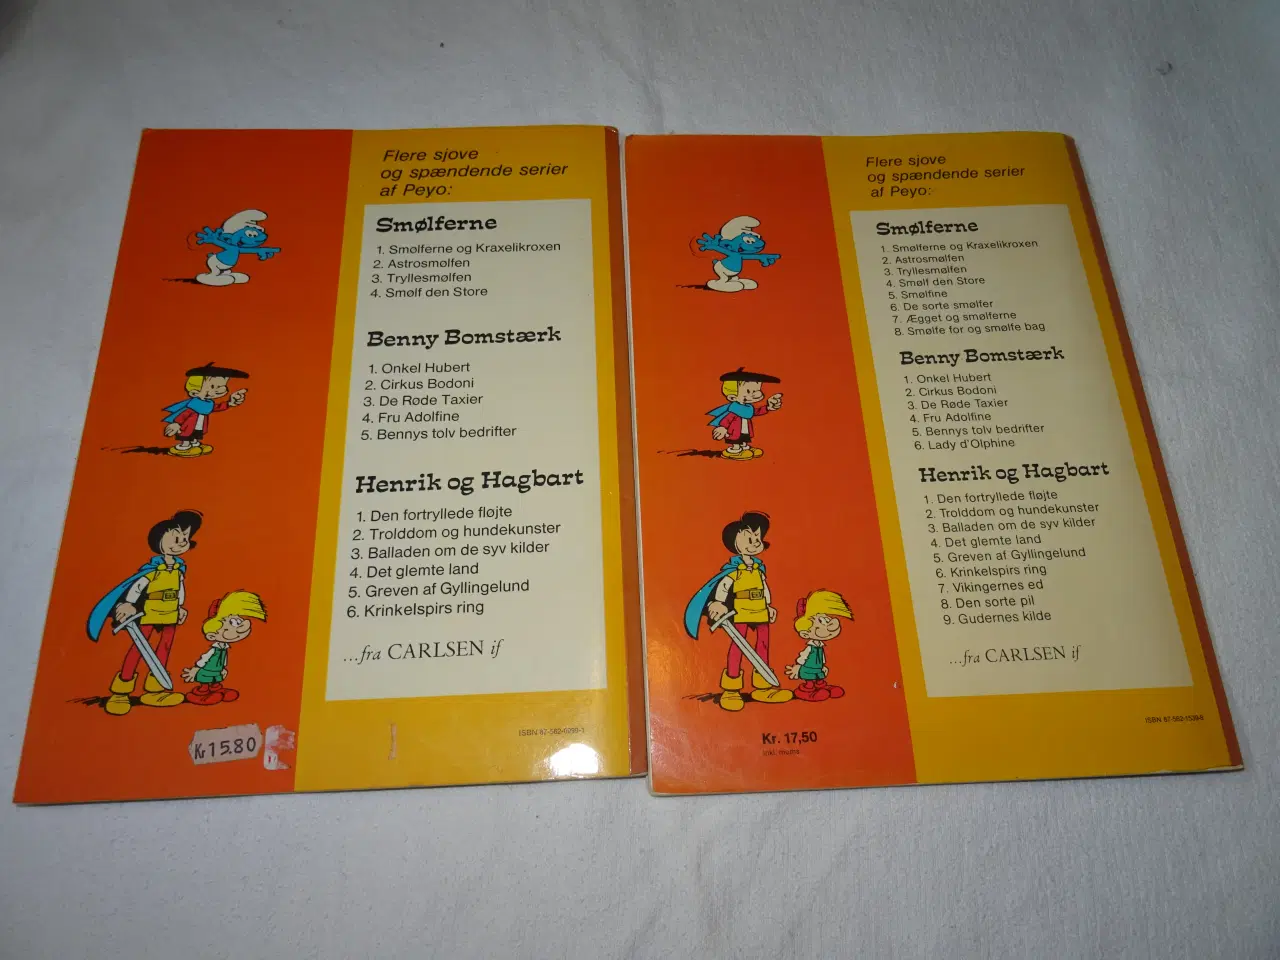 Flere sjove
og spændende serier
af Peyo:
Smølferne
1. Smølferne og Kraxelikroxen
2. Astrosmølfen
3. Tryllesmølfen
4. Smølf den Store
Benny Bomstærk
1. Onkel Hubert
2. Cirkus Bodoni
3. De Røde Taxier
4. Fru Adolfine
5. Bennys tolv bedrifter
Henrik og Hagbart
1. Den fortryllede fløjte
2. Trolddom og hundekunster
3. Balladen om de syv kilder
4. Det glemte land
5. Greven af Gyllingelund
6. Krinkelspirs ring
...fra CARLSEN if
Kr 15.80
ISBN
Flere sjove
og spændende serier
af Peyo:
Smølferne
1. Smølferne og Kraxelikroxen
2. Astrosmølfen
3. Tryllesmølfen
4. Smølf den Store
5. Smølfine
6. De sorte smølfer
7. Ægget og smølferne
8. Smølfe for og smølfe bag
Benny Bomstærk
1. Onkel Hubert
2. Cirkus Bodoni
3. De Røde Taxier
4. Fru Adolfine
5. Bennys tolv bedrifter
6. Lady d'Olphine
Henrik og Hagbart
1. Den fortryllede fløjte
2. Trolddom og hundekunster
3. Balladen om de syv kilder
4. Det glemte land
5. Greven af Gyllingelund
6. Krinkelspirs ring
7. Vikingernes ed
8. Den sorte pil
9. Gudernes kilde
...fra CARLSEN if
Kr. 17,50
inkl. moms
ISBN